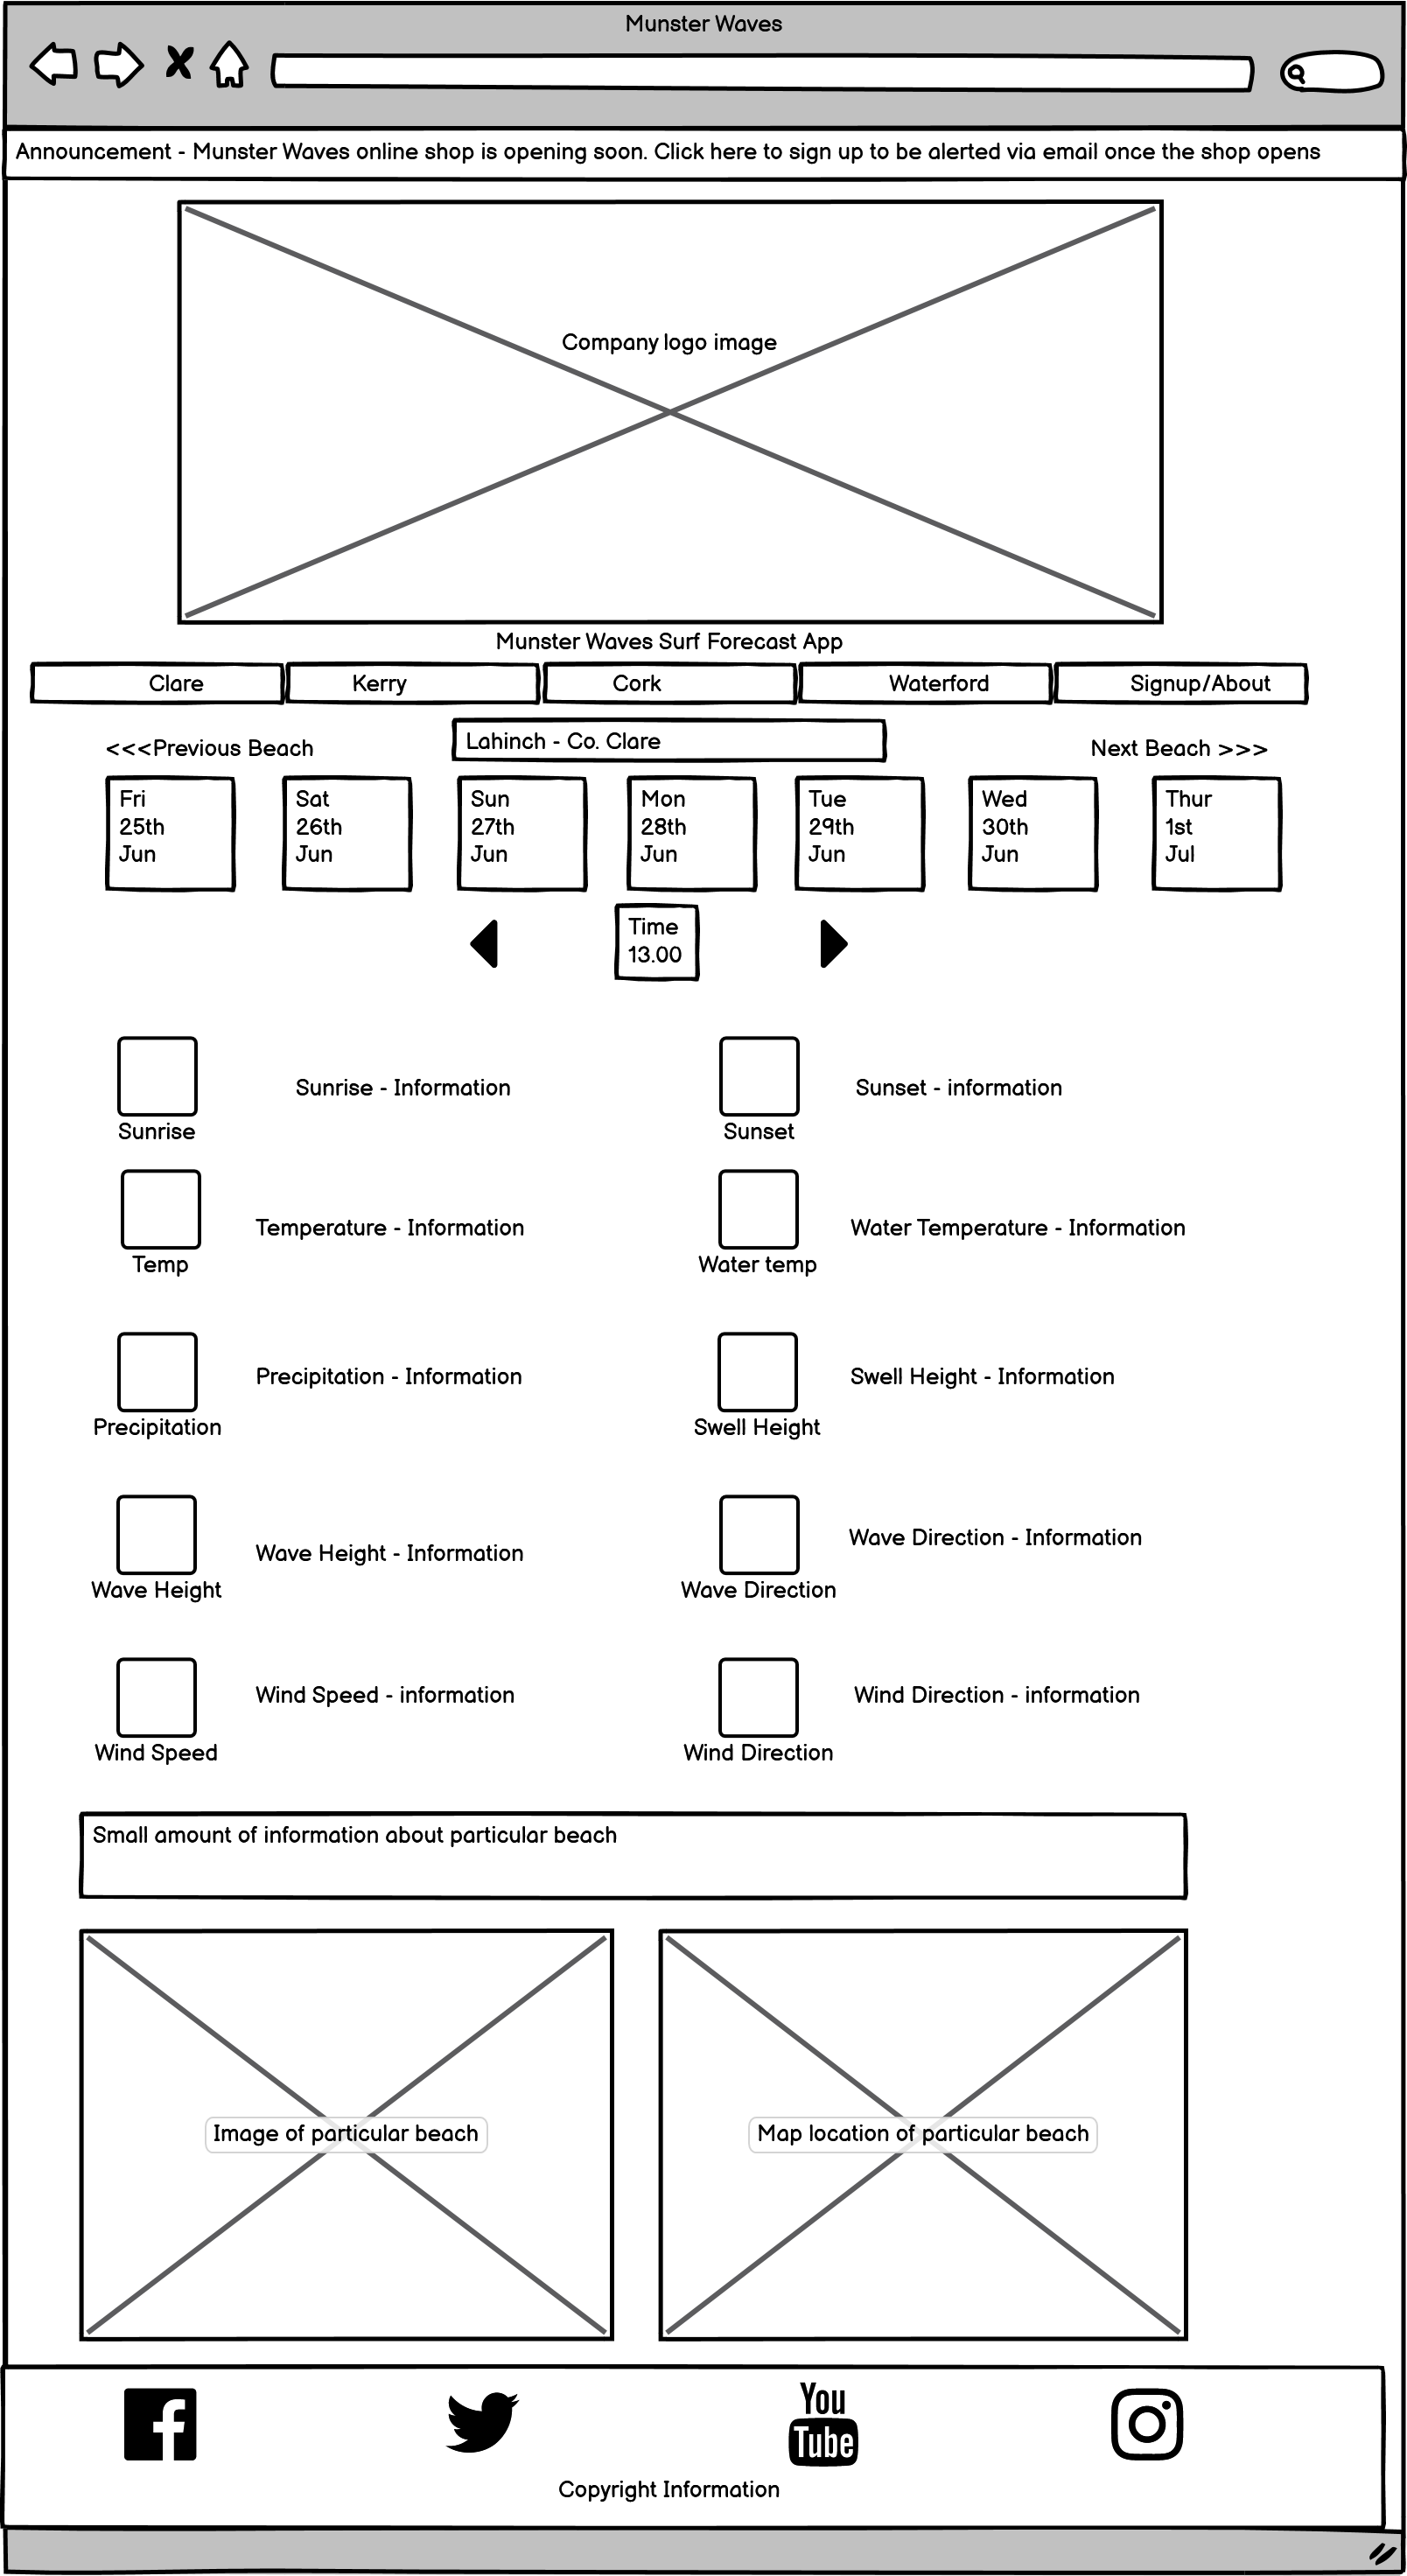 Munster Waves
Announcement - Munster Waves online shop is opening soon. Click here to sign up to be alerted via email once the shop opens
Company logo image
Munster Waves Surf Forecast App
Clare Kerry Cork Waterford Signup/About
<<<Previous Beach Lahinch - Co. Clare Next Beach >>>
Fri Sat Sun Mon Tue Wed Thur
25th 26th 27th 28th 29th 30th 1st
Jun Jun Jun Jun Jun Jun Jul
Time
13.00
Sunrise - Information Sunset - information
Sunrise Sunset
Temperature - Information Water Temperature - Information
Temp Water temp
Precipitation - Information Swell Height - Information
Precipitation Swell Height
Wave Height - Information Wave Direction - Information
Wave Height Wave Direction
Wind Speed - information Wind Direction - information
Wind Speed Wind Direction
Small amount of information about particular beach
Image of particular beach Map location of particular beach
You
Tube
Copyright Information